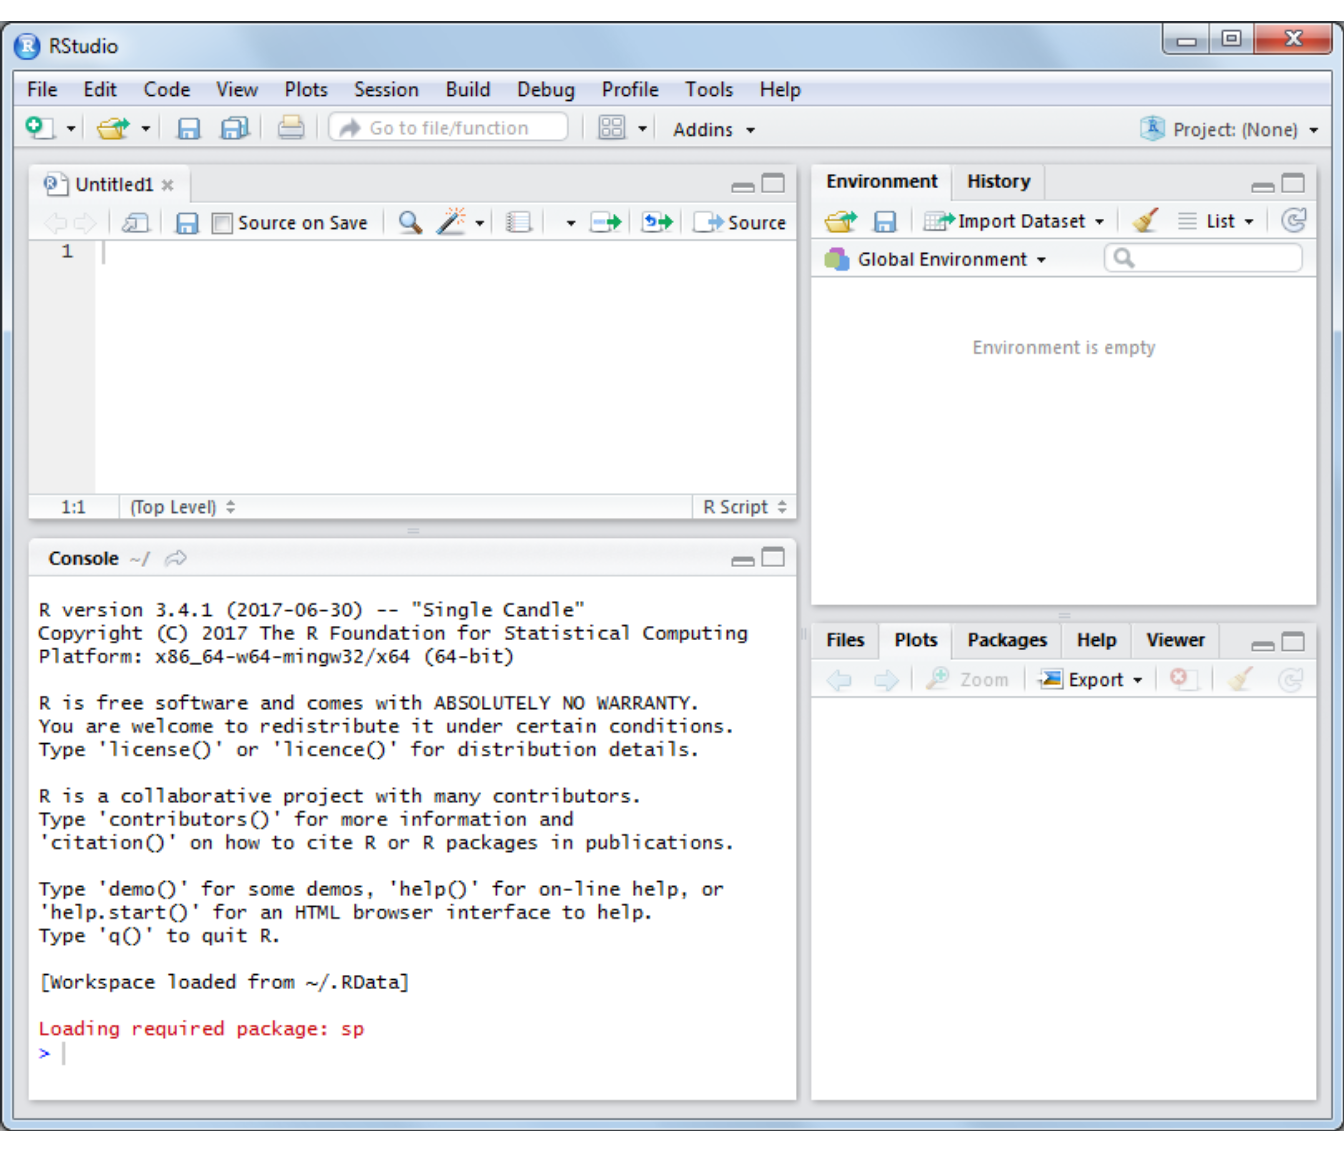 RStudio
File Edit Code View Plots Session Build Debug Profile Tools Help
Go to file/function Addins Project: (None)
Untitled1
Source on Save Source
1
1:1 (Top Level) R Script
Console ~/
R version 3.4.1 (2017-06-30) -- "Single Candle"
Copyright (C) 2017 The R Foundation for Statistical Computing
Platform: x86_64-w64-mingw32/x64 (64-bit)
R is free software and comes with ABSOLUTELY NO WARRANTY.
You are welcome to redistribute it under certain conditions.
Type 'license()' or 'licence()' for distribution details.
R is a collaborative project with many contributors.
Type 'contributors()' for more information and
'citation()' on how to cite R or R packages in publications.
Type 'demo()' for some demos, 'help()' for on-line help, or
'help.start()' for an HTML browser interface to help.
Type 'q()' to quit R.
[Workspace loaded from ~/.RData]
Loading required package: sp
>
Environment History
Import Dataset List
Global Environment
Environment is empty
Files Plots Packages Help Viewer
Zoom Export